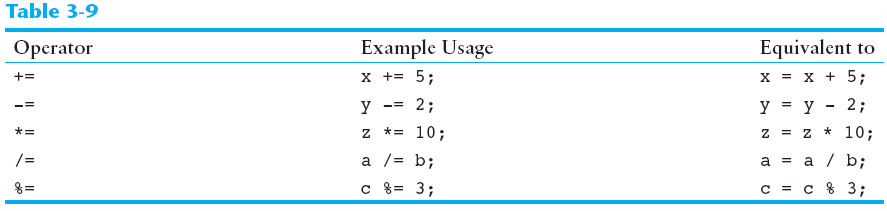 Table 3-9
Operator Example Usage Equivalent to
+= x += 5; x = x + 5;
-= y -= 2; y = y - 2;
*= z *= 10; z = z * 10;
/= a /= b; a = a / b;
%= c %= 3; c = c % 3;